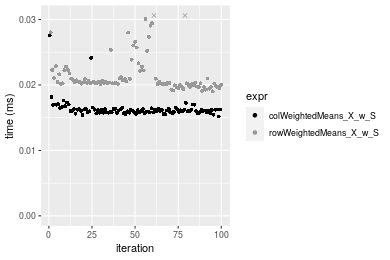 0.03
0.02
0.01
0.00
time (ms)
0
25
50
75
100
iteration
expr
colWeightedMeans_X_w_S
rowWeightedMeans_X_w_S